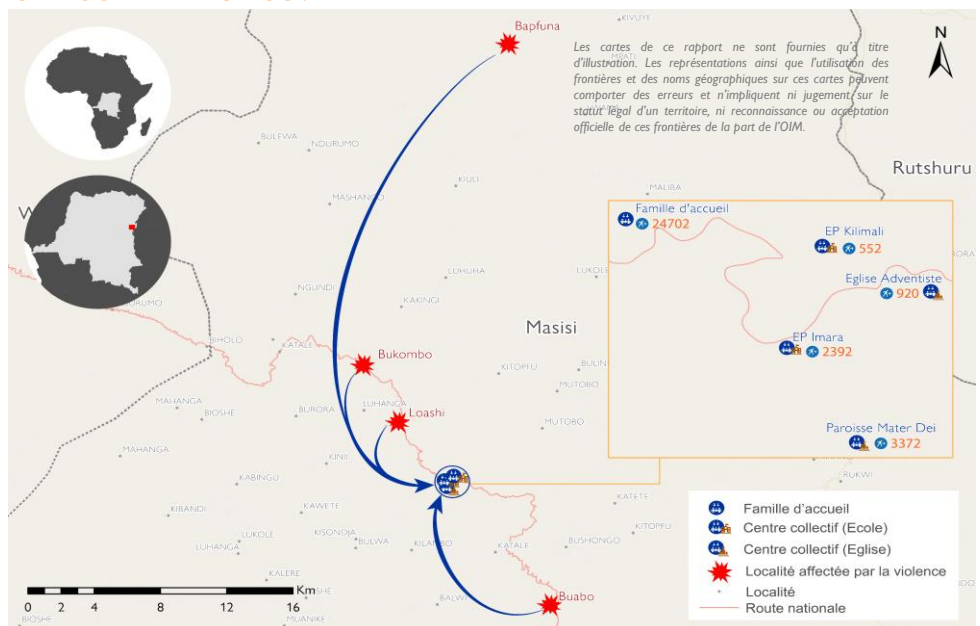 Bapfuna
KIVUYE
Les cartes de ce rapport ne sont fournies qu'à titre
d'illustration. Les représentations ainsi que l'utilisation des
frontières et des noms géographiques sur ces cartes peuvent
comporter des erreurs et n'impliquent ni jugement sur le
statut légal d'un territoire, ni reconnaissance ou acceptation
officielle de ces frontières de la part de l'OIM.
N
BULEWA
NDURUMO
KIULI
MASHANGO
MALIBA
Rutshuru
Famille d'accueil
24702
EP Kilimali
552
Eglise Adventiste
920
EP Imara
2392
Paroisse Mater Dei
3372
LUHUHA
LUKOLE
NGUNDI
KAKINGI
Masisi
BIHOLO
KATALE
Bukombo
KITOPFU
MUTOBO
MAHANGA
BIOSHE
BURORA
LUHANGA
Loashi
MUTOBO
MAHANGA
KINII
KABINGU
RUKWI
KIBANDI
KAWETE
KATETE
LUKOLE
KISONDJA
LUHANGA
BULWA
KATALE
BUSHONGO
KITOPFU
KALERE
BALWI
Buabo
BIOSHE
MUANIKE
Km
0 2 4 8 12 16
Famille d'accueil
Centre collectif (Ecole)
Centre collectif (Eglise)
Localité affectée par la violence
Localité
Route nationale